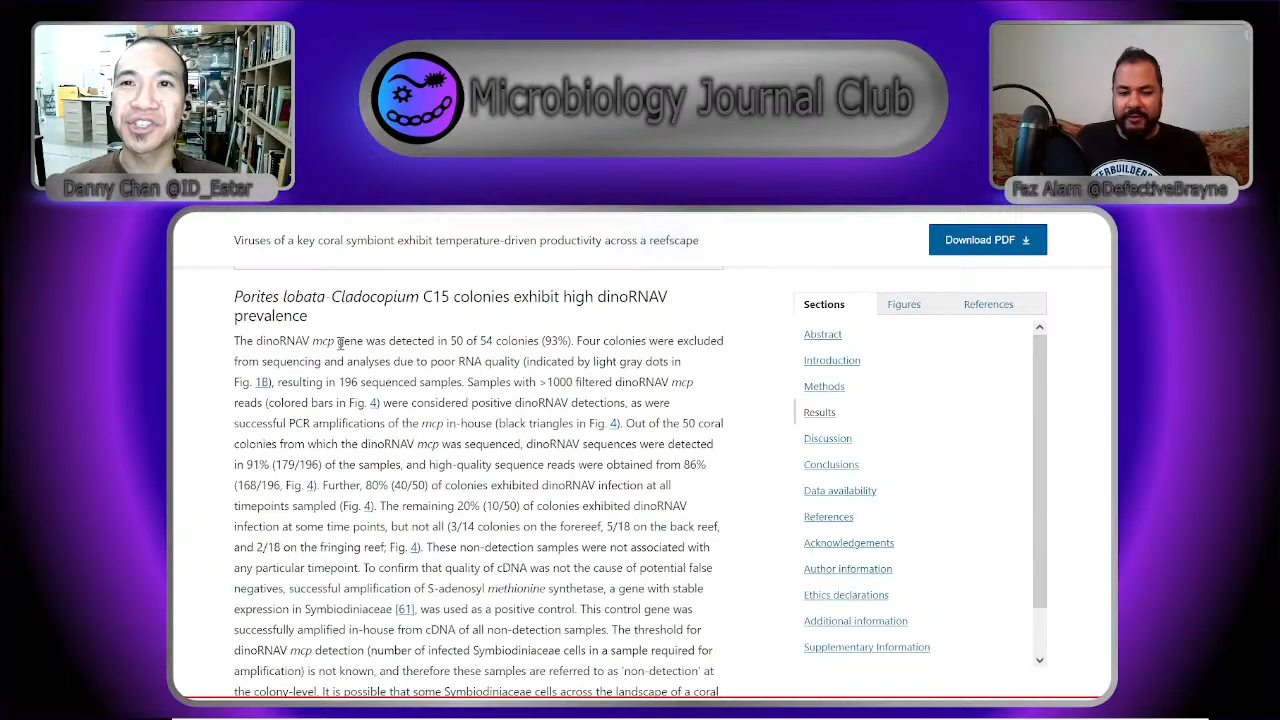 Microbiology Journal Club
Danny Chan @ID_Eater
Faz Alam @DefectiveBrayne
Viruses of a key coral symbiont exhibit temperature-driven productivity across a reefscape
Download PDF
Porites lobata-Cladocopium C15 colonies exhibit high dinoRNAV
prevalence
The dinoRNAV mcp gene was detected in 50 of 54 colonies (93%). Four colonies were excluded
from sequencing and analyses due to poor RNA quality (indicated by light gray dots in
Fig. 1B), resulting in 196 sequenced samples. Samples with >1000 filtered dinoRNAV mcp
reads (colored bars in Fig. 4) were considered positive dinoRNAV detections, as were
successful PCR amplifications of the mcp in-house (black triangles in Fig. 4). Out of the 50 coral
colonies from which the dinoRNAV mcp was sequenced, dinoRNAV sequences were detected
in 91% (179/196) of the samples, and high-quality sequence reads were obtained from 86%
(168/196, Fig. 4). Further, 80% (40/50) of colonies exhibited dinoRNAV infection at all
timepoints sampled (Fig. 4). The remaining 20% (10/50) of colonies exhibited dinoRNAV
infection at some time points, but not all (3/14 colonies on the forereef, 5/18 on the back reef,
and 2/18 on the fringing reef; Fig. 4). These non-detection samples were not associated with
any particular timepoint. To confirm that quality of cDNA was not the cause of potential false
negatives, successful amplification of S-adenosyl methionine synthetase, a gene with stable
expression in Symbiodiniaceae [61], was used as a positive control. This control gene was
successfully amplified in-house from cDNA of all non-detection samples. The threshold for
dinoRNAV mcp detection (number of infected Symbiodiniaceae cells in a sample required for
amplification) is not known, and therefore these samples are referred to as 'non-detection' at
the colony-level. It is possible that some Symbiodiniaceae cells across the landscape of a coral
Sections
Figures
References
Abstract
Introduction
Methods
Results
Discussion
Conclusions
Data availability
References
Acknowledgements
Author information
Ethics declarations
Additional information
Supplementary Information